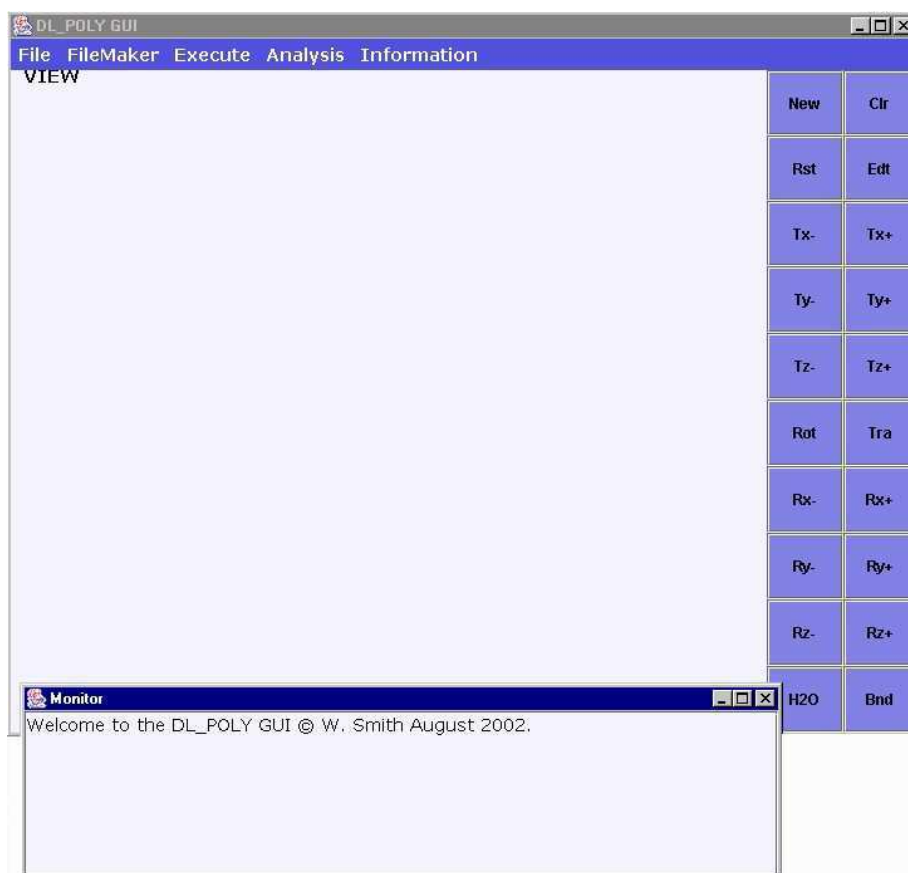 DL_POLY GUI
File FileMaker Execute Analysis Information
VIEW
New Clr
Rst Edt
Tx- Tx+
Ty- Ty+
Tz- Tz+
Rot Tra
Rx- Rx+
Ry- Ry+
Rz- Rz+
H2O Bnd
Monitor
Welcome to the DL_POLY GUI © W. Smith August 2002.